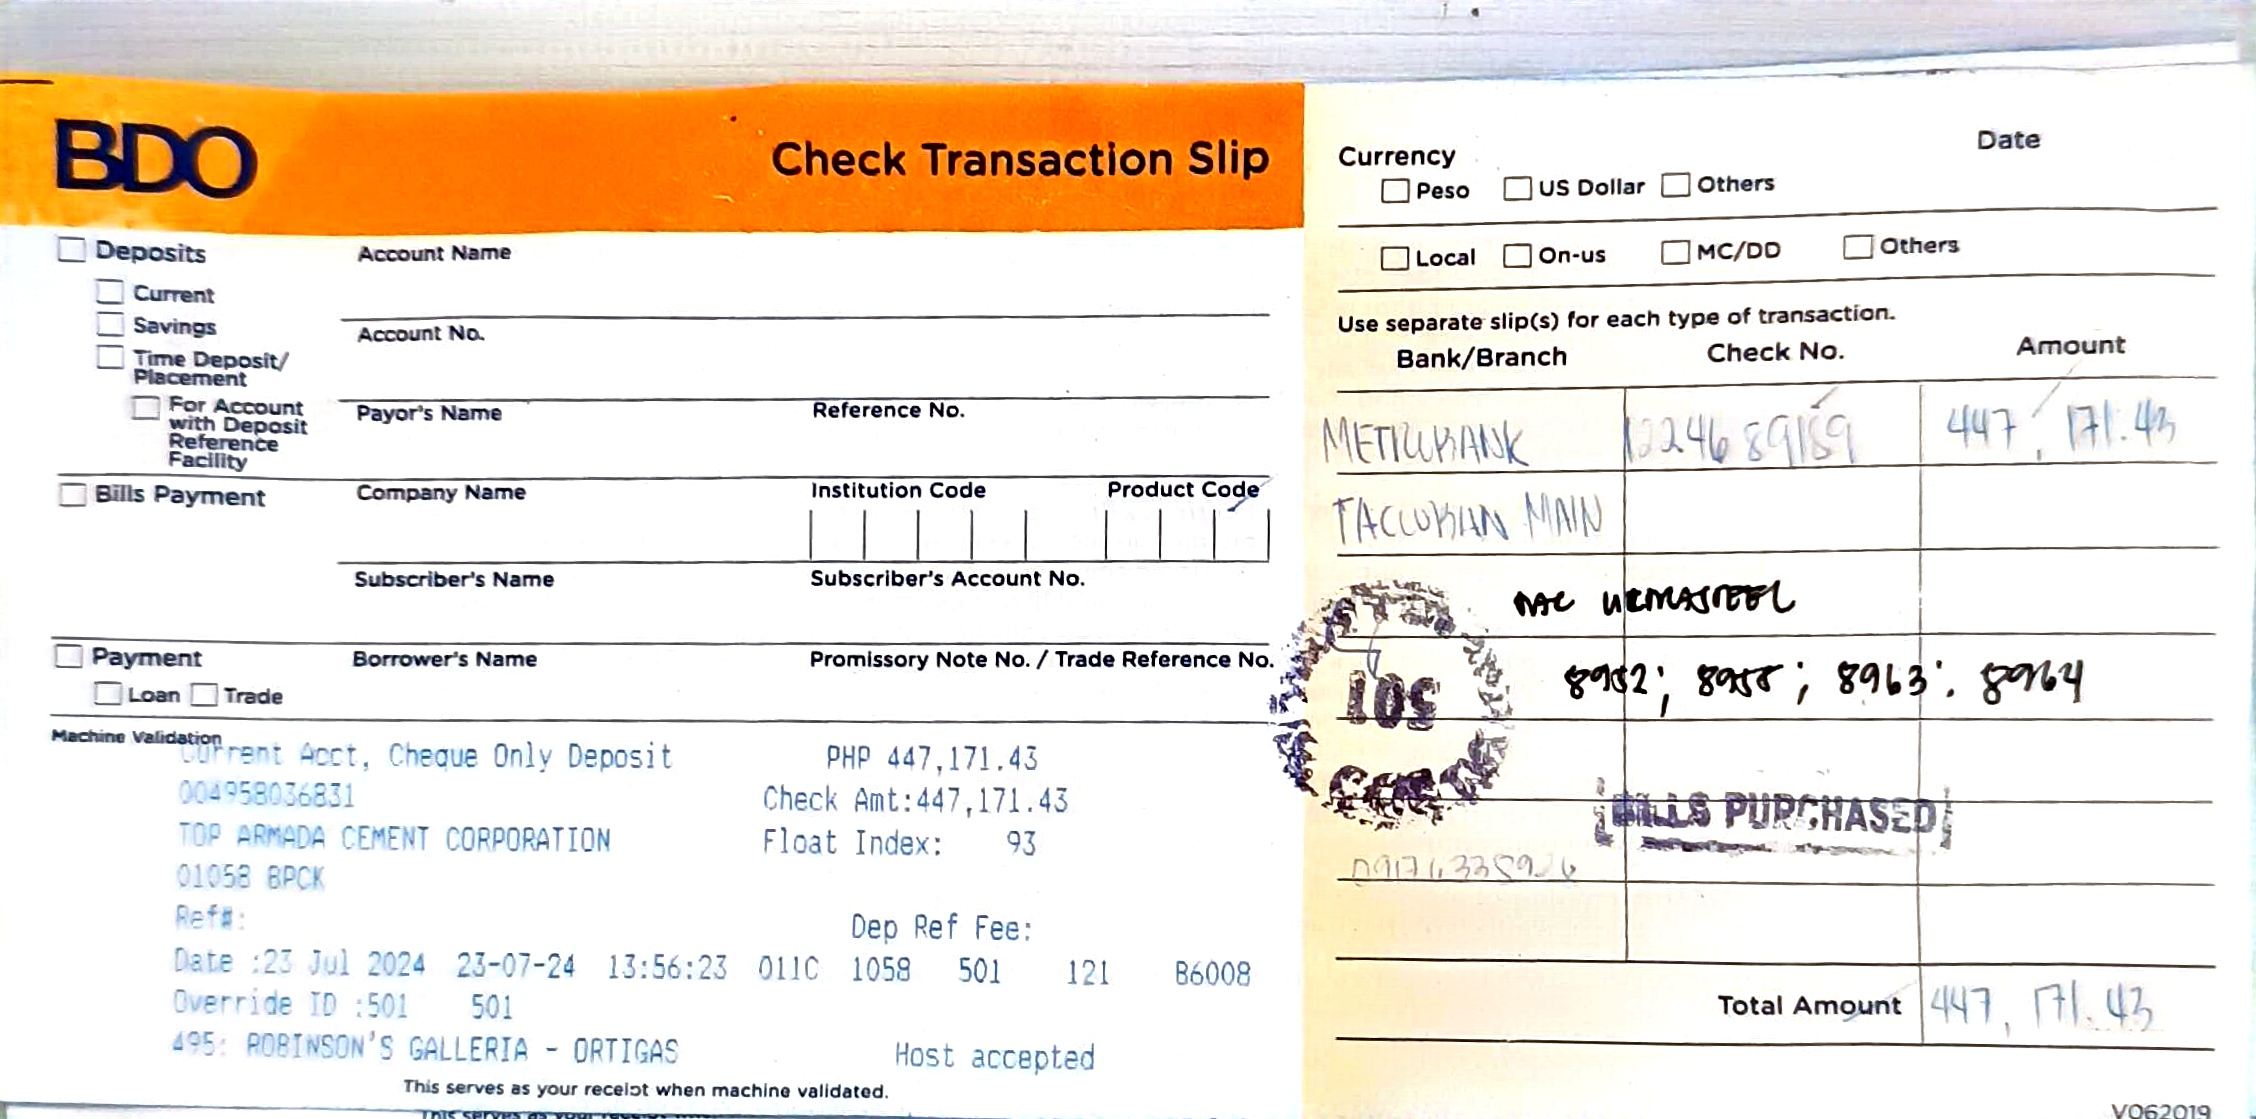 BDO
Check Transaction Slip
Deposits
Current
Savings
Time Deposit/
Placement
For Account
with Deposit
Reference
Facility
Account Name
Account No.
Payor's Name Reference No.
Bills Payment
Company Name Institution Code Product Code
Subscriber's Name Subscriber's Account No.
Payment
Loan Trade
Borrower's Name Promissory Note No. / Trade Reference No.
Machine Validation
Current Acct, Cheque Only Deposit PHP 447,171.43
004958036831 Check Amt:447,171.43
TOP ARMADA CEMENT CORPORATION Float Index: 93
01058 BPCK
Ref#: Dep Ref Fee:
Date :23 Jul 2024 23-07-24 13:56:23 011C 1058 501 121 B6008
Override ID :501 501
495: ROBINSON'S GALLERIA - ORTIGAS Host accepted
This serves as your receipt when machine validated.
Date
Currency
Peso US Dollar Others
Local On-us MC/DD Others
Use separate slip(s) for each type of transaction.
Bank/Branch Check No. Amount
METROBANK 447,171.43
MAIN
8952; 8958; 8963; 8964
501
BILLS PURCHASED
Total Amount 447,171.43
V062019